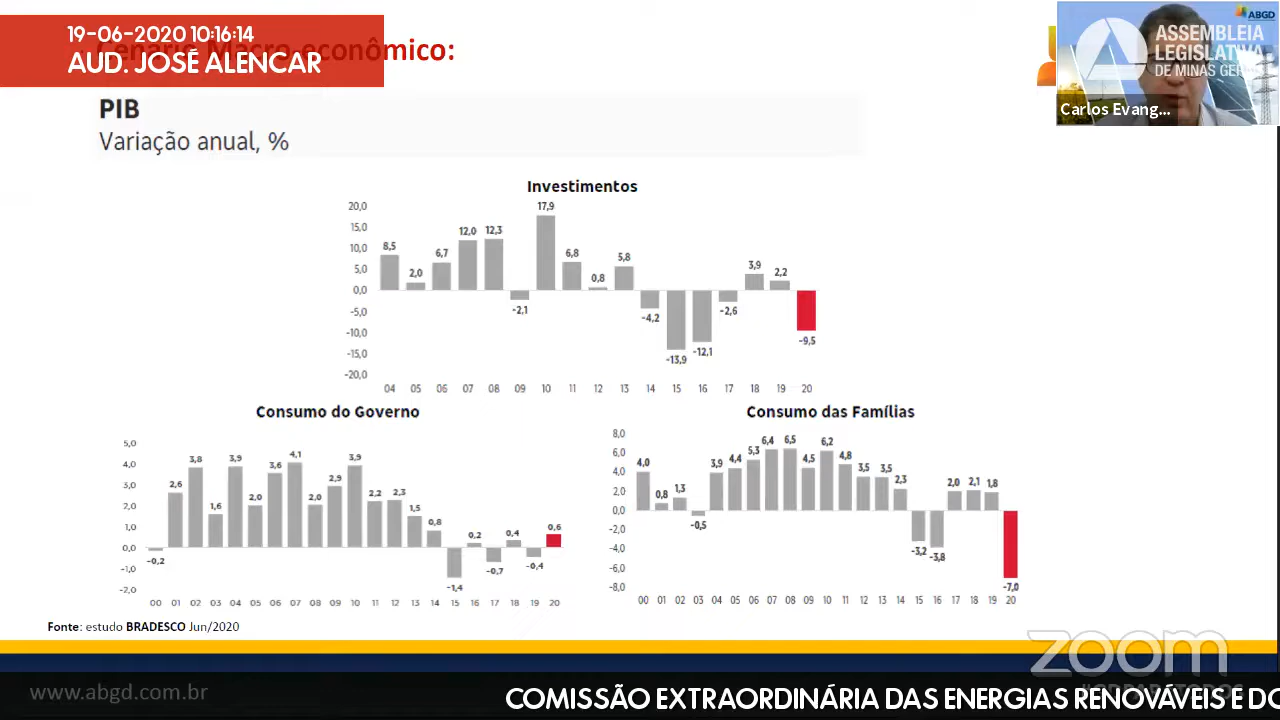 19-06-2020 10:16:14
Cenário Macroeconômico:
AUD. JOSÉ ALENCAR
ABGD
ASSEMBLEIA
LEGISLATIVA
DE MINAS GERAIS
Carlos Evang...
PIB
Variação anual, %
Investimentos
20,0
15,0
10,0
5,0
0,0
-5,0
-10,0
-15,0
-20,0
8,5 2,0 6,7 12,0 12,3 -2,1 17,9 6,8 0,8 5,8 -4,2 -13,9 -12,1 -2,6 3,9 2,2 -9,5
04 05 06 07 08 09 10 11 12 13 14 15 16 17 18 19 20
Consumo do Governo
5,0
4,0
3,0
2,0
1,0
0,0
-1,0
-2,0
-0,2 2,6 3,8 1,6 3,9 2,0 3,6 4,1 2,0 2,9 3,9 2,2 2,3 1,5 0,8 -1,4 0,2 -0,7 0,4 -0,4 0,6
00 01 02 03 04 05 06 07 08 09 10 11 12 13 14 15 16 17 18 19 20
Consumo das Famílias
8,0
6,0
4,0
2,0
0,0
-2,0
-4,0
-6,0
-8,0
4,0 0,8 1,3 -0,5 3,9 4,4 5,3 6,4 6,5 4,5 6,2 4,8 3,5 3,5 2,3 -3,2 -3,8 2,0 2,1 1,8 -7,0
00 01 02 03 04 05 06 07 08 09 10 11 12 13 14 15 16 17 18 19 20
Fonte: estudo BRADESCO Jun/2020
zoom
www.abgd.com.br
COMISSÃO EXTRAORDINÁRIA DAS ENERGIAS RENOVÁVEIS E DO